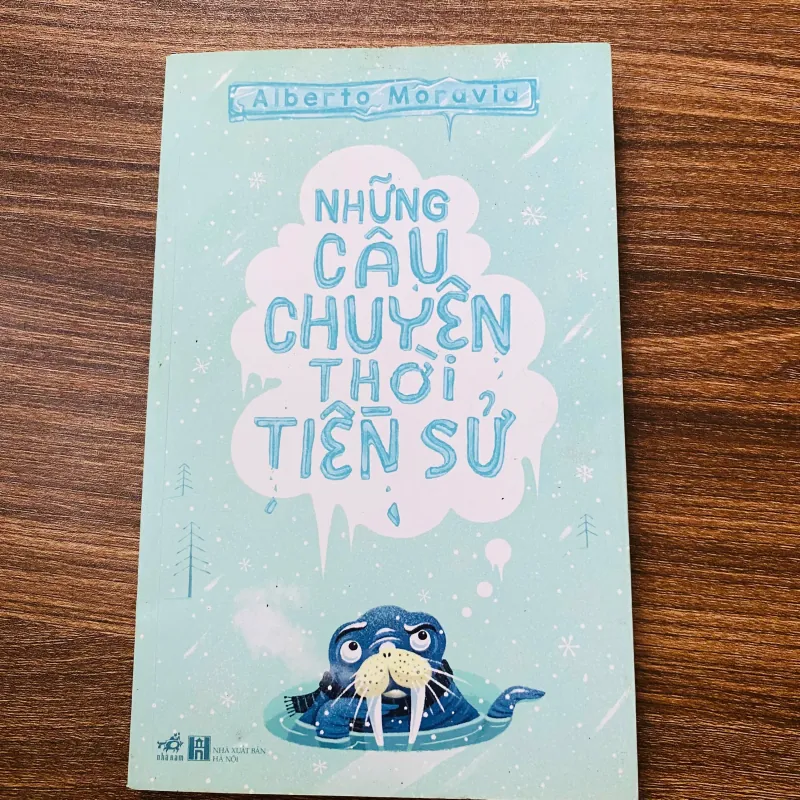 Alberto Moravia
NHỮNG
CÂU
CHUYỆN
THỜI
TIỀN SỬ
nhã nam
NHÀ XUẤT BẢN
HÀ NỘI